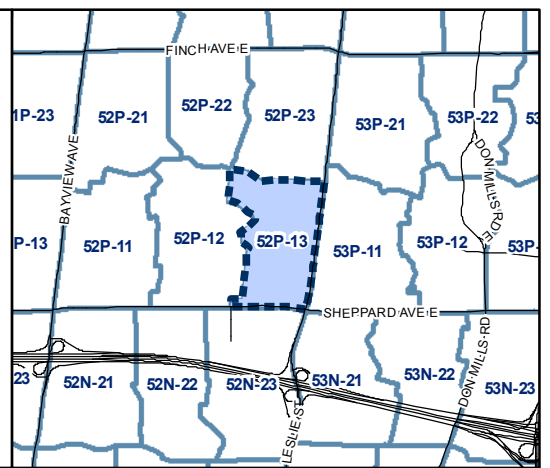 FINCH AVE E
1P-23
52P-21
52P-22
52P-23
53P-21
53P-22
53
BAYVIEW AVE
DON MILLS RD E
P-13
52P-11
52P-12
52P-13
53P-11
53P-12
53P-
SHEPPARD AVE E
23
52N-21
52N-22
52N-23
53N-21
53N-22
53N-23
LESLIE ST
DON MILLS RD